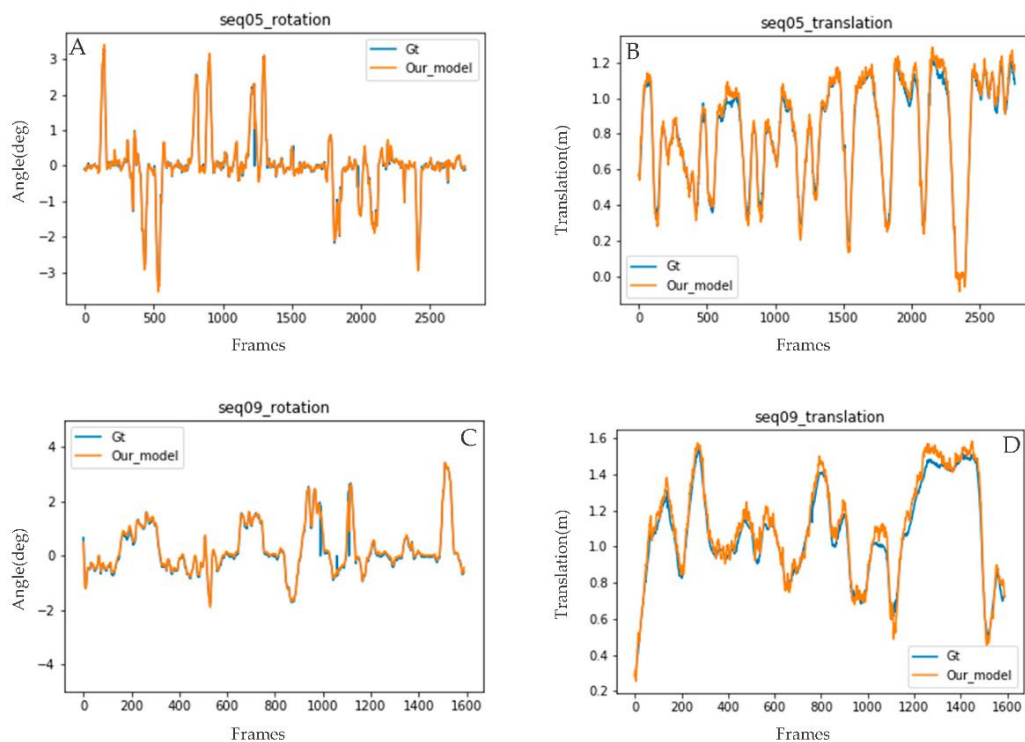 seq05_rotation
A
Gt
Our_model
3
2
1
0
−1
−2
−3
Angle(deg)
0 500 1000 1500 2000 2500
Frames
seq05_translation
B
1.2
1.0
0.8
0.6
0.4
0.2
0.0
Translation(m)
Gt
Our_model
0 500 1000 1500 2000 2500
Frames
seq09_rotation
C
Gt
Our_model
4
2
0
−2
−4
Angle(deg)
0 200 400 600 800 1000 1200 1400 1600
Frames
seq09_translation
D
1.6
1.4
1.2
1.0
0.8
0.6
0.4
0.2
Translation(m)
Gt
Our_model
0 200 400 600 800 1000 1200 1400 1600
Frames